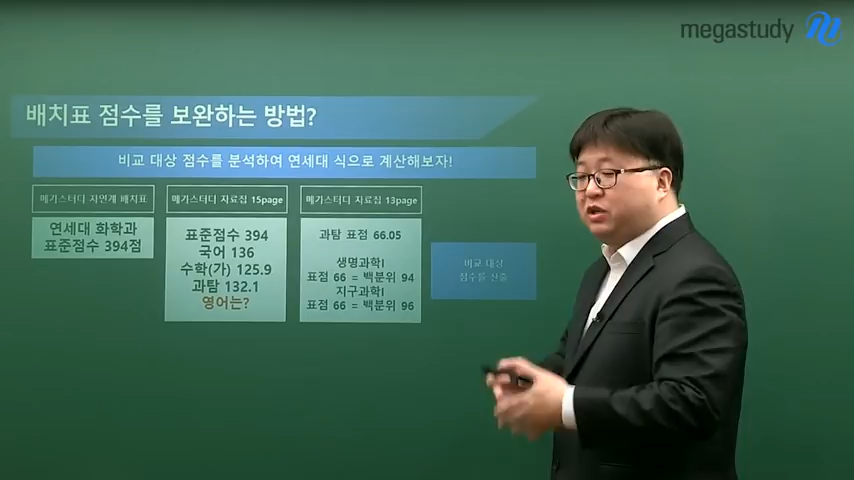 megastudy
배치표 점수를 보완하는 방법?
비교 대상 점수를 분석하여 연세대 식으로 계산해보자!
메가스터디 자연계 배치표
연세대 화학과
표준점수 394점
메가스터디 자료집 15page
표준점수 394
국어 136
수학(가) 125.9
과탐 132.1
영어는?
메가스터디 자료집 13page
과탐 표점 66.05
생명과학I
표점 66 = 백분위 94
지구과학I
표점 66 = 백분위 96
비교 대상
점수를 산출